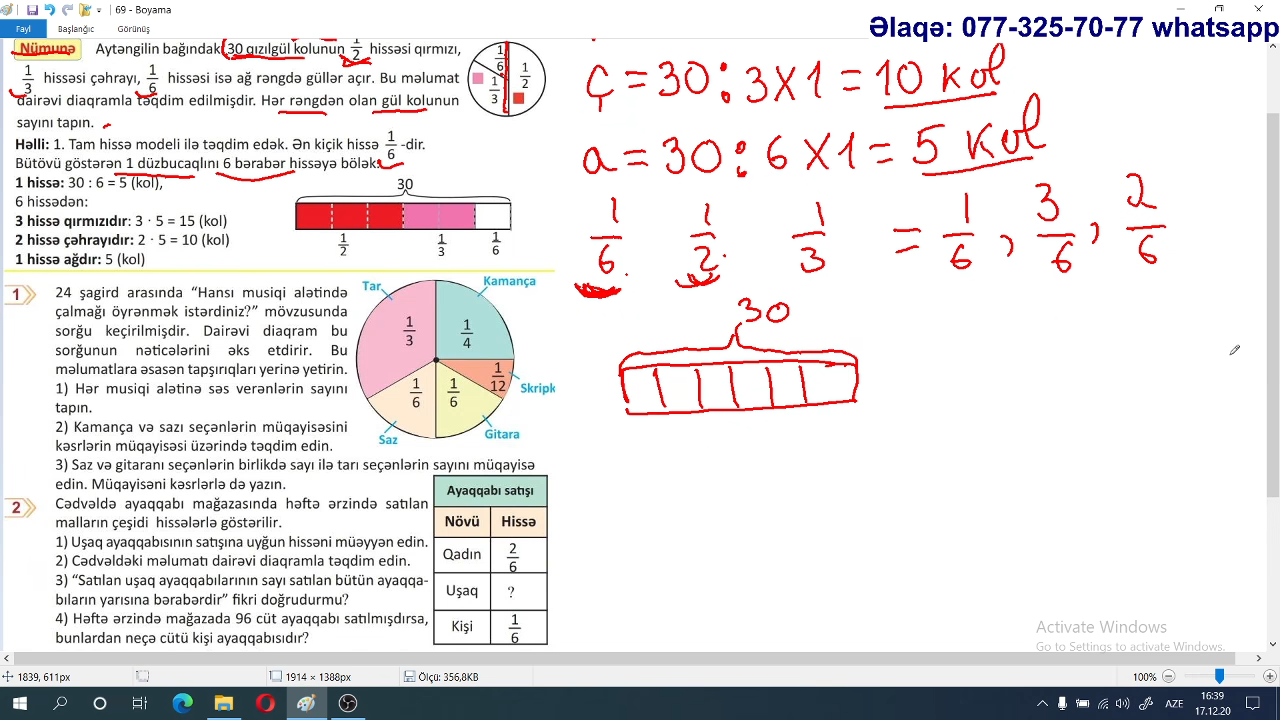 69 - Boyama
Fayl Başlanğıc Görünüş
Əlaqə: 077-325-70-77 whatsapp
Nümunə Aytəngilin bağındakı 30 qızılgül kolunun 1/2 hissəsi qırmızı,
1/3 hissəsi çəhrayı, 1/6 hissəsi isə ağ rəngdə güllər açır. Bu məlumat
dairəvi diaqramla təqdim edilmişdir. Hər rəngdən olan gül kolunun
sayını tapın.
1/6 1/2 1/3
Həlli: 1. Tam hissə modeli ilə təqdim edək. Ən kiçik hissə 1/6 -dir.
Bütövü göstərən 1 düzbucaqlını 6 bərabər hissəyə bölək.
1 hissə: 30 : 6 = 5 (kol),
6 hissədən:
3 hissə qırmızıdır: 3 · 5 = 15 (kol)
2 hissə çəhrayıdır: 2 · 5 = 10 (kol)
1 hissə ağdır: 5 (kol)
30
1/2 1/3 1/6
ç = 30 : 3 X 1 = 10 kol
a = 30 : 6 X 1 = 5 kol
1/6 1/2 1/3 = 1/6 , 3/6 , 2/6
30
1
24 şagird arasında “Hansı musiqi alətində
çalmağı öyrənmək istərdiniz?” mövzusunda
sorğu keçirilmişdir. Dairəvi diaqram bu
sorğunun nəticələrini əks etdirir. Bu
məlumatlara əsasən tapşırıqları yerinə yetirin.
1) Hər musiqi alətinə səs verənlərin sayını
tapın.
2) Kamança və sazı seçənlərin müqayisəsini
kəsrlərin müqayisəsi üzərində təqdim edin.
3) Saz və gitaranı seçənlərin birlikdə sayı ilə tarı seçənlərin sayını müqayisə
edin. Müqayisəni kəsrlərlə də yazın.
Tar Kamança
1/3 1/4
1/12 Skripk
1/6 1/6
Saz Gitara
2
Cədvəldə ayaqqabı mağazasında həftə ərzində satılan
malların çeşidi hissələrlə göstərilir.
1) Uşaq ayaqqabısının satışına uyğun hissəni müəyyən edin.
2) Cədvəldəki məlumatı dairəvi diaqramla təqdim edin.
3) “Satılan uşaq ayaqqabılarının sayı satılan bütün ayaqqa-
bıların yarısına bərabərdir” fikri doğrudurmu?
4) Həftə ərzində mağazada 96 cüt ayaqqabı satılmışdırsa,
bunlardan neçə cütü kişi ayaqqabısıdır?
Ayaqqabı satışı
Növü Hissə
Qadın 2/6
Uşaq ?
Kişi 1/6
Activate Windows
Go to Settings to activate Windows.
1839, 611px 1914 × 1388px Ölçü: 356,8KB 100%
AZE 16:39
17.12.20